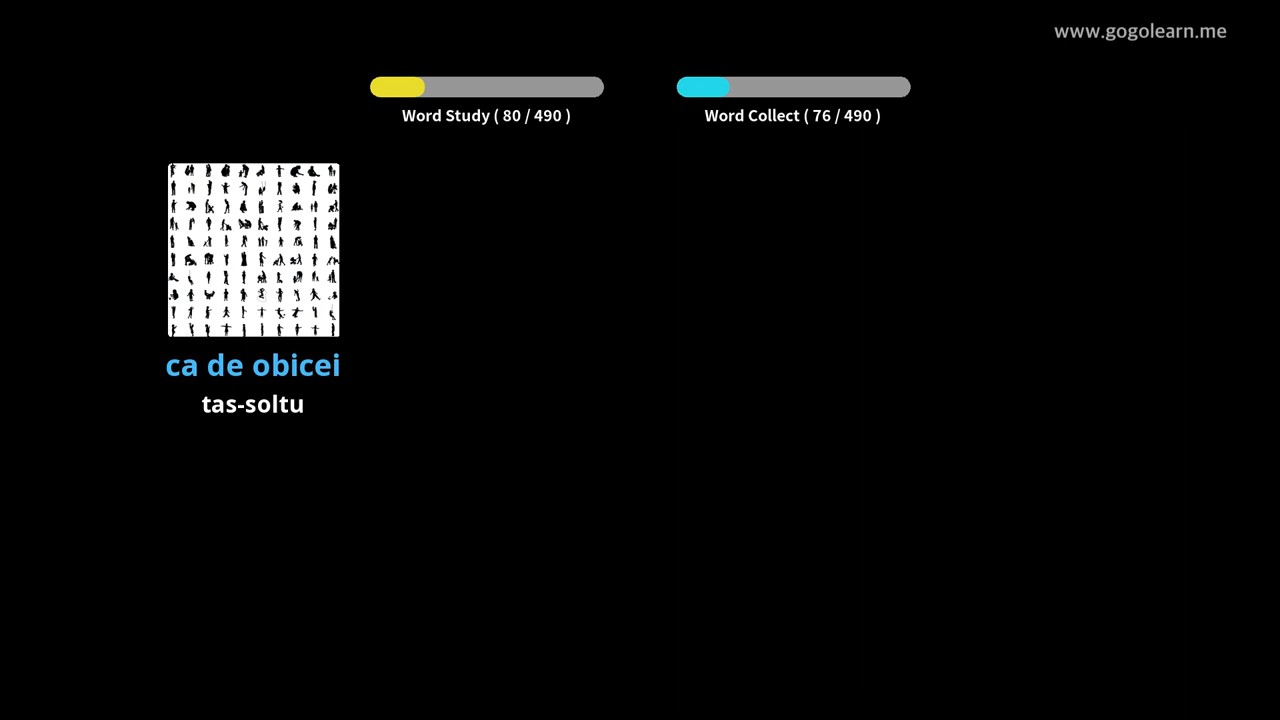 www.gogolearn.me
Word Study ( 80 / 490 )
Word Collect ( 76 / 490 )
ca de obicei
tas-soltu